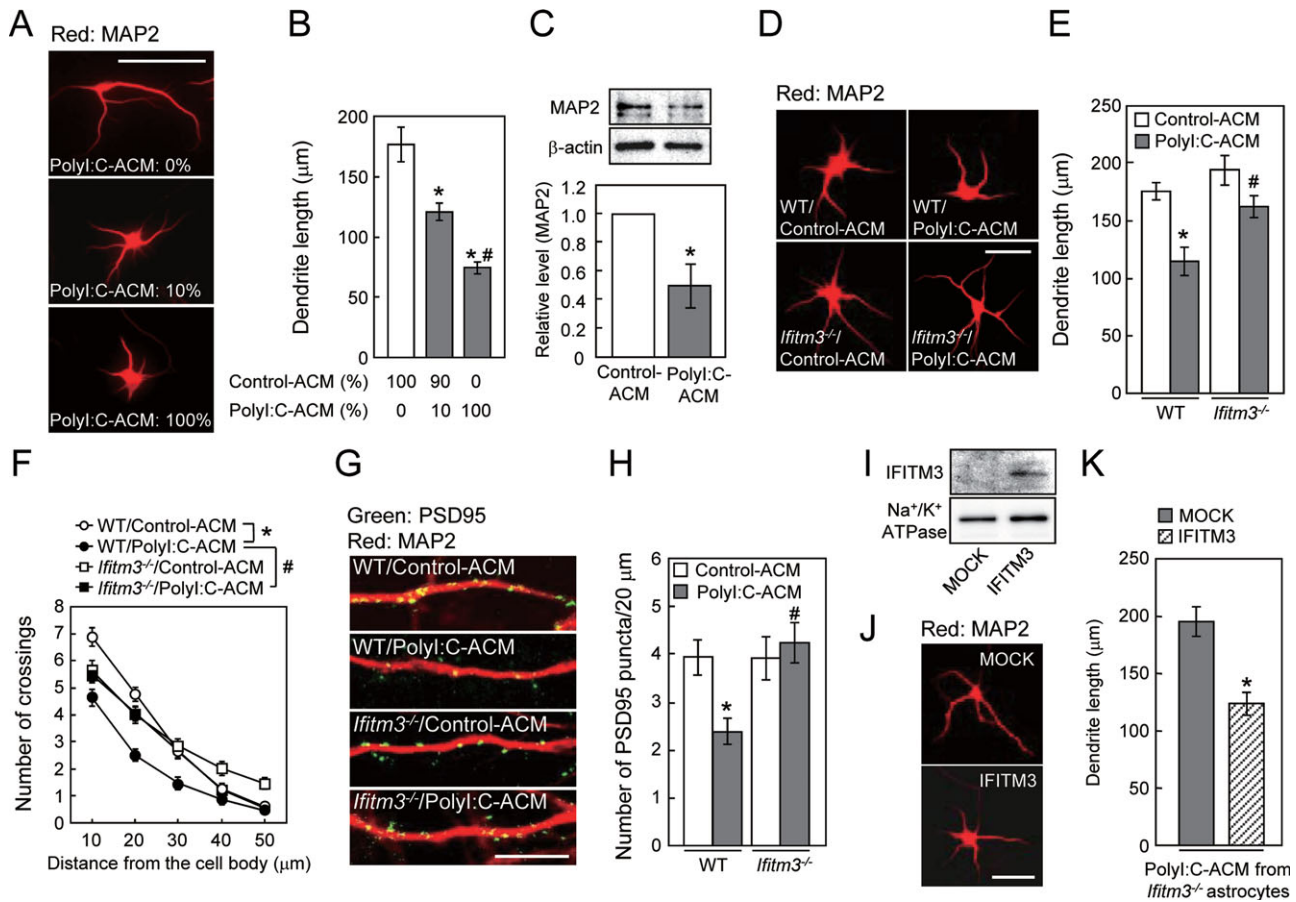 A
Red: MAP2
PolyI:C-ACM: 0%
PolyI:C-ACM: 10%
PolyI:C-ACM: 100%
B
Dendrite length (μm)
200
150
100
50
0
*
*,#
Control-ACM (%) 100 90 0
PolyI:C-ACM (%) 0 10 100
C
MAP2
β-actin
Relative level (MAP2)
1.2
1.0
0.8
0.6
0.4
0.2
0
*
Control-
ACM
PolyI:C-
ACM
D
Red: MAP2
WT/
Control-ACM
WT/
PolyI:C-ACM
Ifitm3-/-/
Control-ACM
Ifitm3-/-/
PolyI:C-ACM
E
Dendrite length (μm)
250
200
150
100
50
0
Control-ACM
PolyI:C-ACM
*
#
WT Ifitm3-/-
F
WT/Control-ACM
WT/PolyI:C-ACM
Ifitm3-/-/Control-ACM
Ifitm3-/-/PolyI:C-ACM
*
#
Number of crossings
8
7
6
5
4
3
2
1
0
10 20 30 40 50
Distance from the cell body (μm)
G
Green: PSD95
Red: MAP2
WT/Control-ACM
WT/PolyI:C-ACM
Ifitm3-/-/Control-ACM
Ifitm3-/-/PolyI:C-ACM
H
Number of PSD95 puncta/20 μm
6
5
4
3
2
1
0
Control-ACM
PolyI:C-ACM
*
#
WT Ifitm3-/-
I
IFITM3
Na+/K+
ATPase
MOCK
IFITM3
J
Red: MAP2
MOCK
IFITM3
K
MOCK
IFITM3
Dendrite length (μm)
250
200
150
100
50
0
*
PolyI:C-ACM from
Ifitm3-/- astrocytes